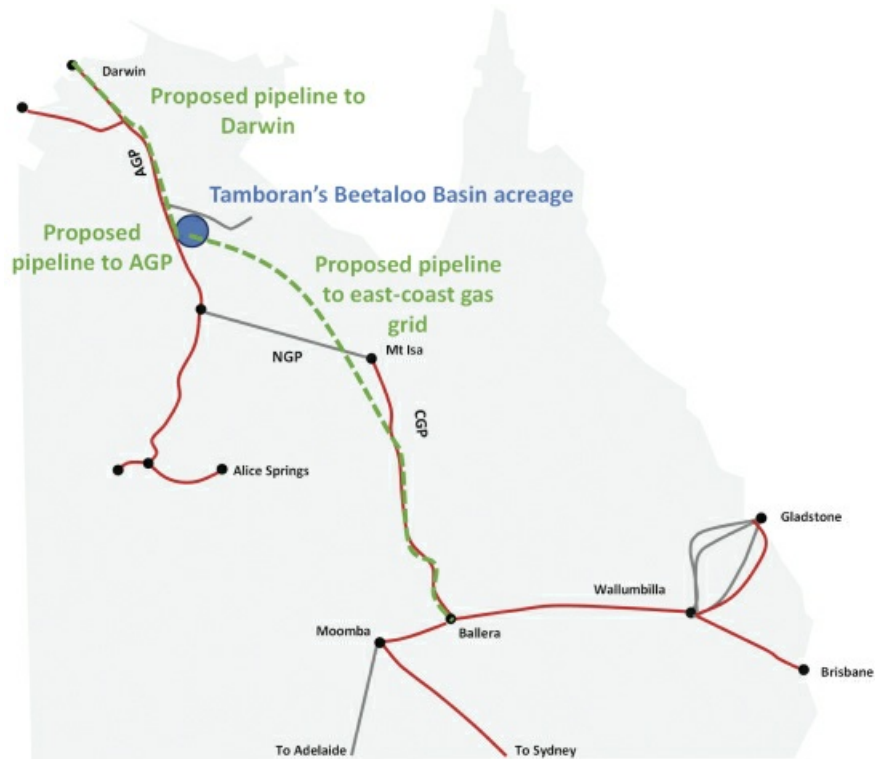 Darwin
Proposed pipeline to
Darwin
AGP
Tamboran's Beetaloo Basin acreage
Proposed
pipeline to AGP
Proposed pipeline
to east-coast gas
grid
NGP
Mt Isa
CGP
Alice Springs
Gladstone
Wallumbilla
Moomba
Ballera
Brisbane
To Adelaide
To Sydney